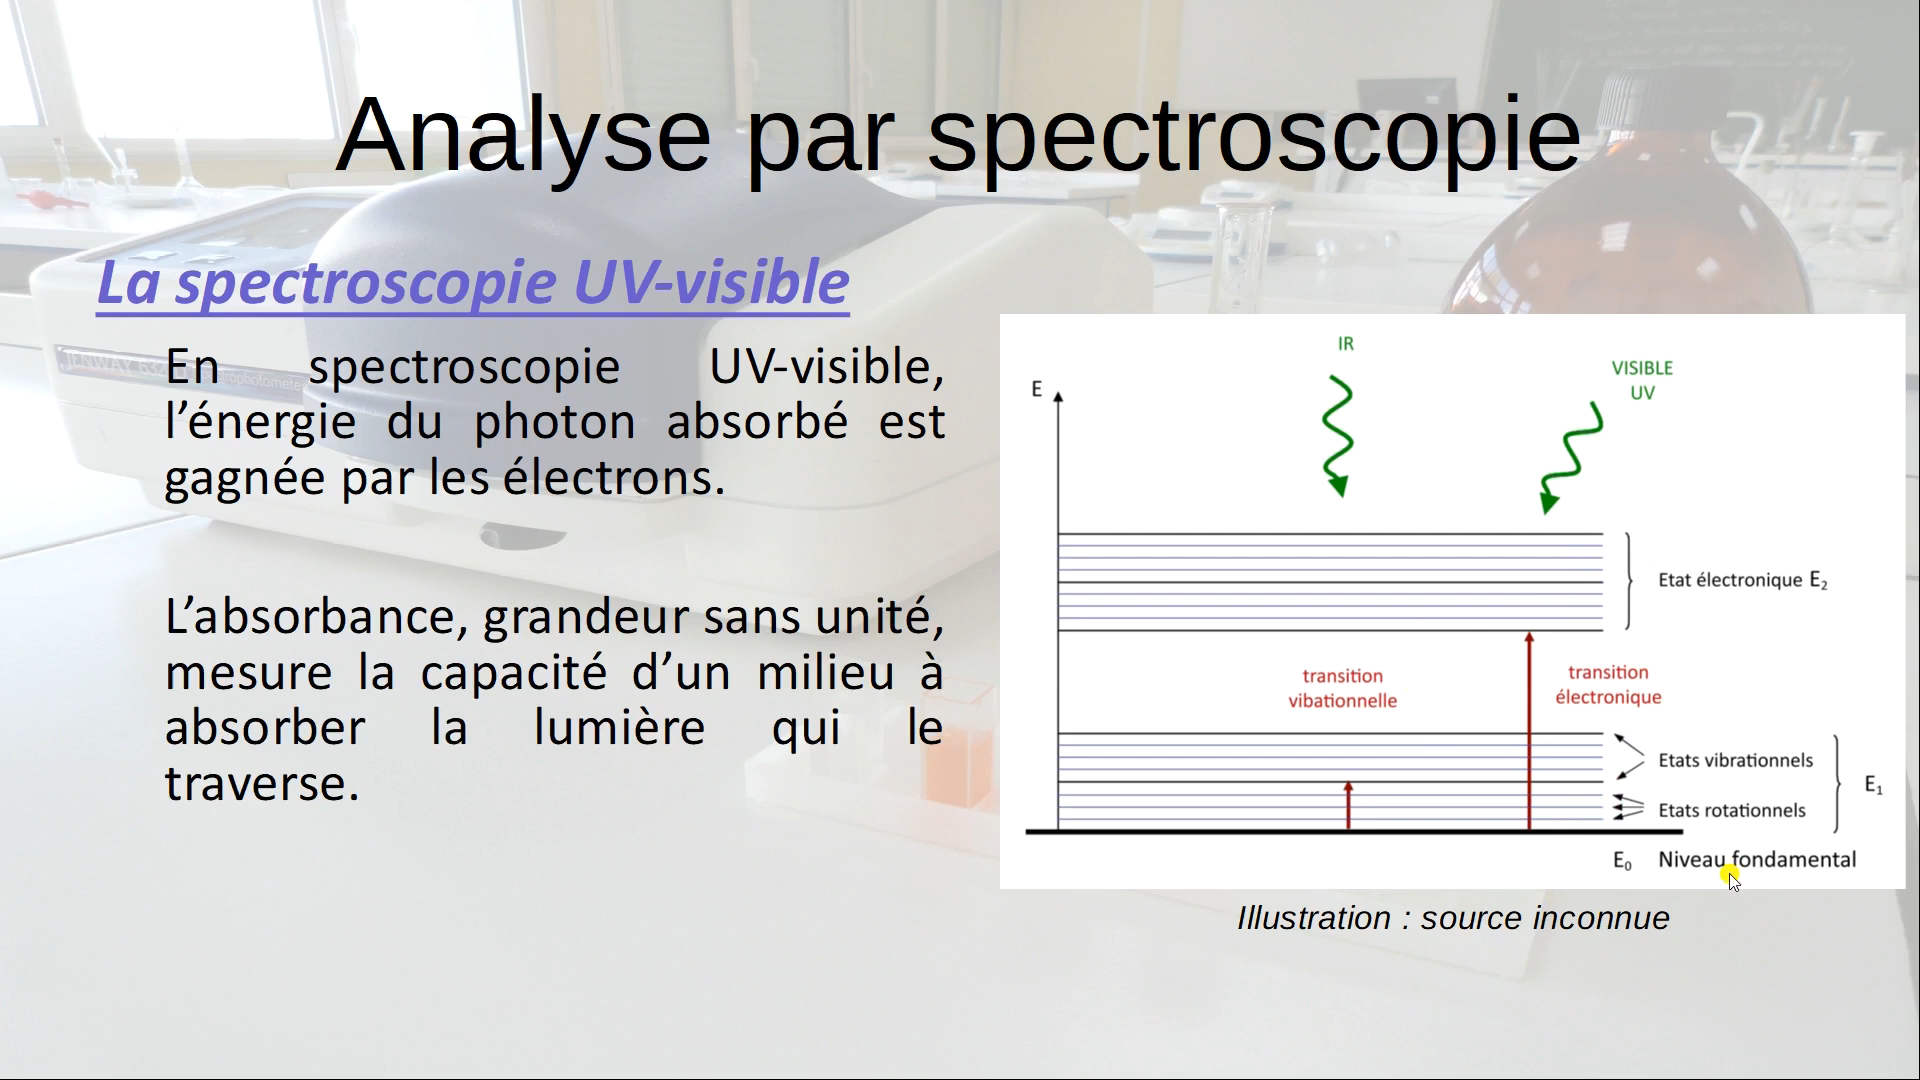 Analyse par spectroscopie
La spectroscopie UV-visible
En spectroscopie UV-visible,
l’énergie du photon absorbé est
gagnée par les électrons.
L’absorbance, grandeur sans unité,
mesure la capacité d’un milieu à
absorber la lumière qui le
traverse.
IR
VISIBLE
UV
E
Etat électronique E₂
transition
vibationnelle
transition
électronique
Etats vibrationnels
E₁
Etats rotationnels
E₀ Niveau fondamental
Illustration : source inconnue
JENWAY